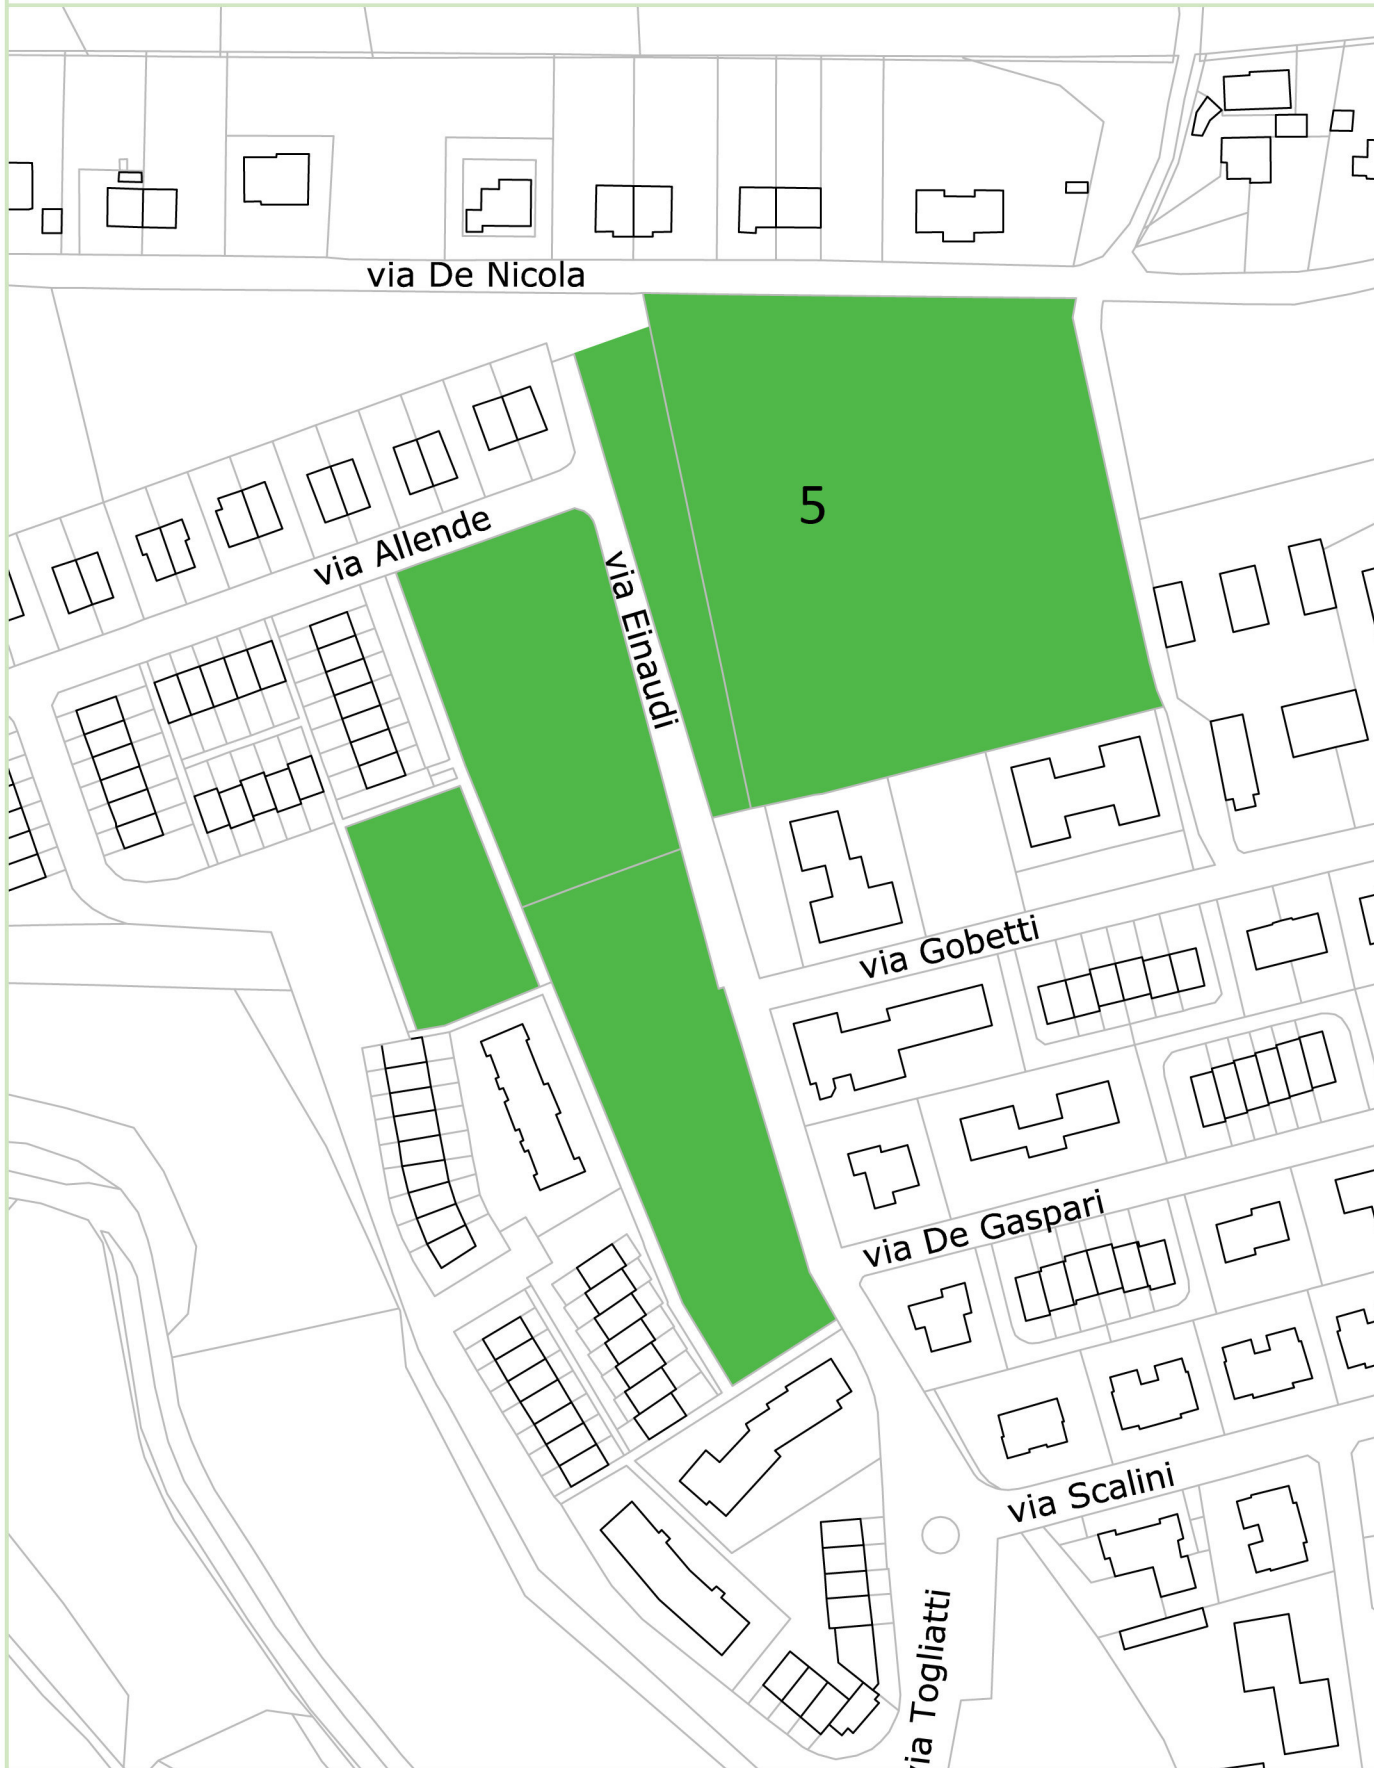 via De Nicola
5
via Allende
via Einaudi
via Gobetti
via De Gaspari
via Scalini
via Togliatti